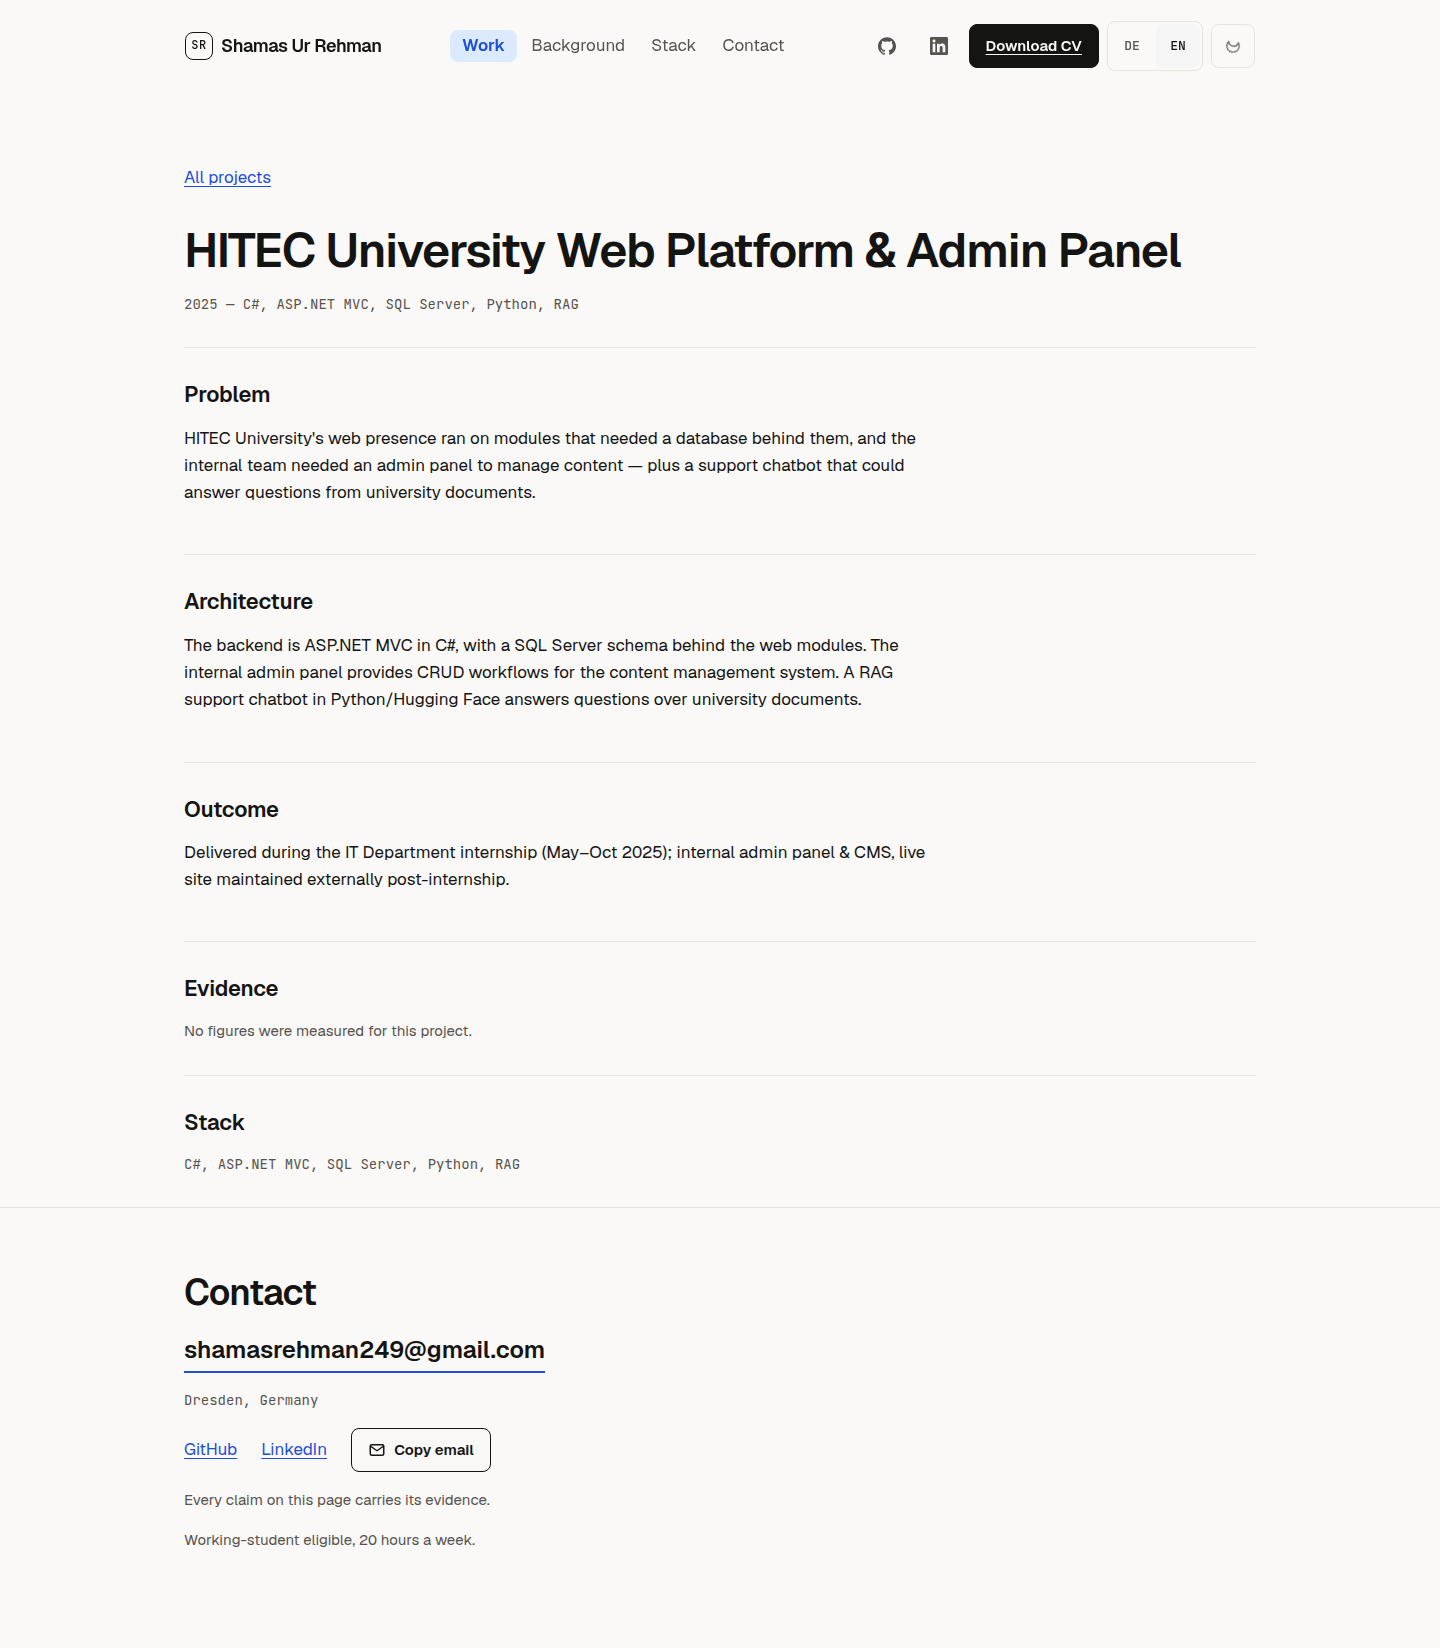 SR Shamas Ur Rehman Work Background Stack Contact Download CV DE EN
All projects
HITEC University Web Platform & Admin Panel
2025 — C#, ASP.NET MVC, SQL Server, Python, RAG
Problem
HITEC University's web presence ran on modules that needed a database behind them, and the
internal team needed an admin panel to manage content — plus a support chatbot that could
answer questions from university documents.
Architecture
The backend is ASP.NET MVC in C#, with a SQL Server schema behind the web modules. The
internal admin panel provides CRUD workflows for the content management system. A RAG
support chatbot in Python/Hugging Face answers questions over university documents.
Outcome
Delivered during the IT Department internship (May–Oct 2025); internal admin panel & CMS, live
site maintained externally post-internship.
Evidence
No figures were measured for this project.
Stack
C#, ASP.NET MVC, SQL Server, Python, RAG
Contact
shamasrehman249@gmail.com
Dresden, Germany
GitHub LinkedIn Copy email
Every claim on this page carries its evidence.
Working-student eligible, 20 hours a week.